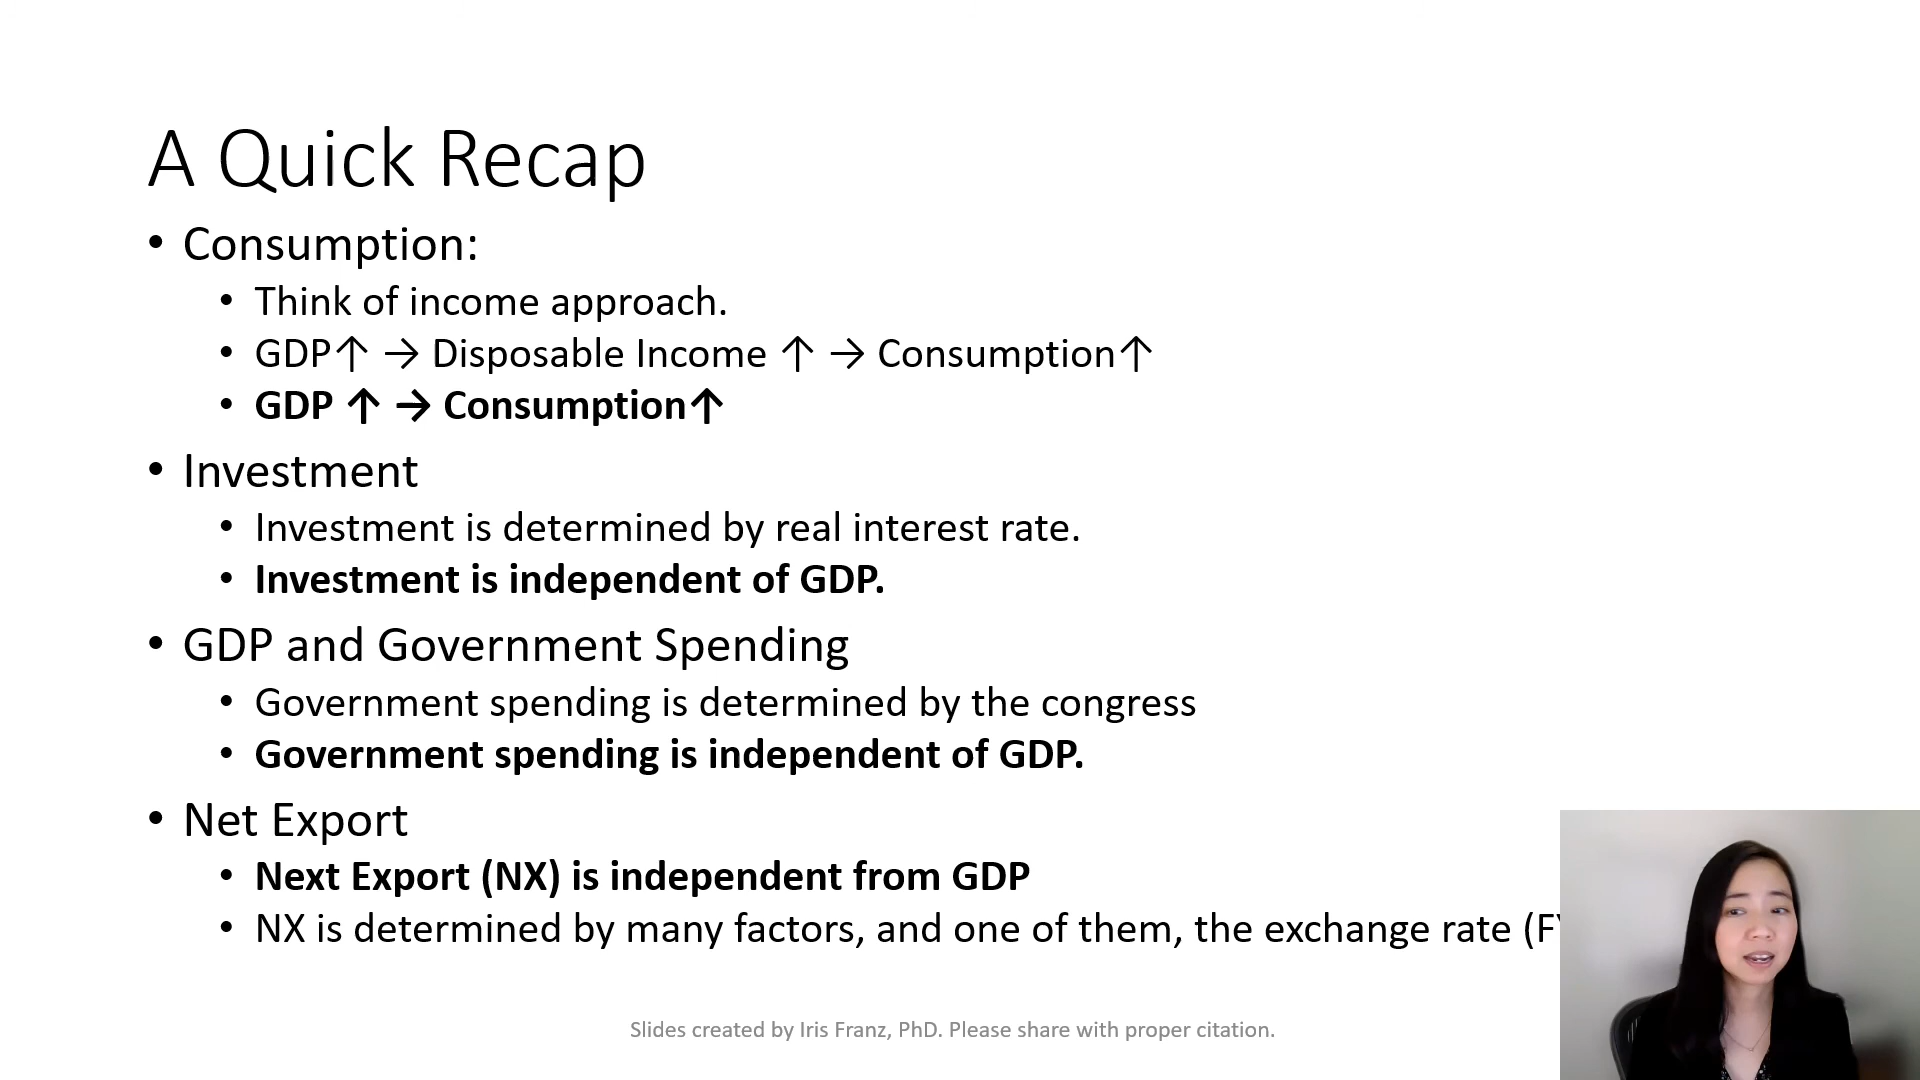 A Quick Recap
• Consumption:
• Think of income approach.
• GDP↑ → Disposable Income ↑ → Consumption↑
• GDP ↑ → Consumption↑
• Investment
• Investment is determined by real interest rate.
• Investment is independent of GDP.
• GDP and Government Spending
• Government spending is determined by the congress
• Government spending is independent of GDP.
• Net Export
• Next Export (NX) is independent from GDP
• NX is determined by many factors, and one of them, the exchange rate
Slides created by Iris Franz, PhD. Please share with proper citation.